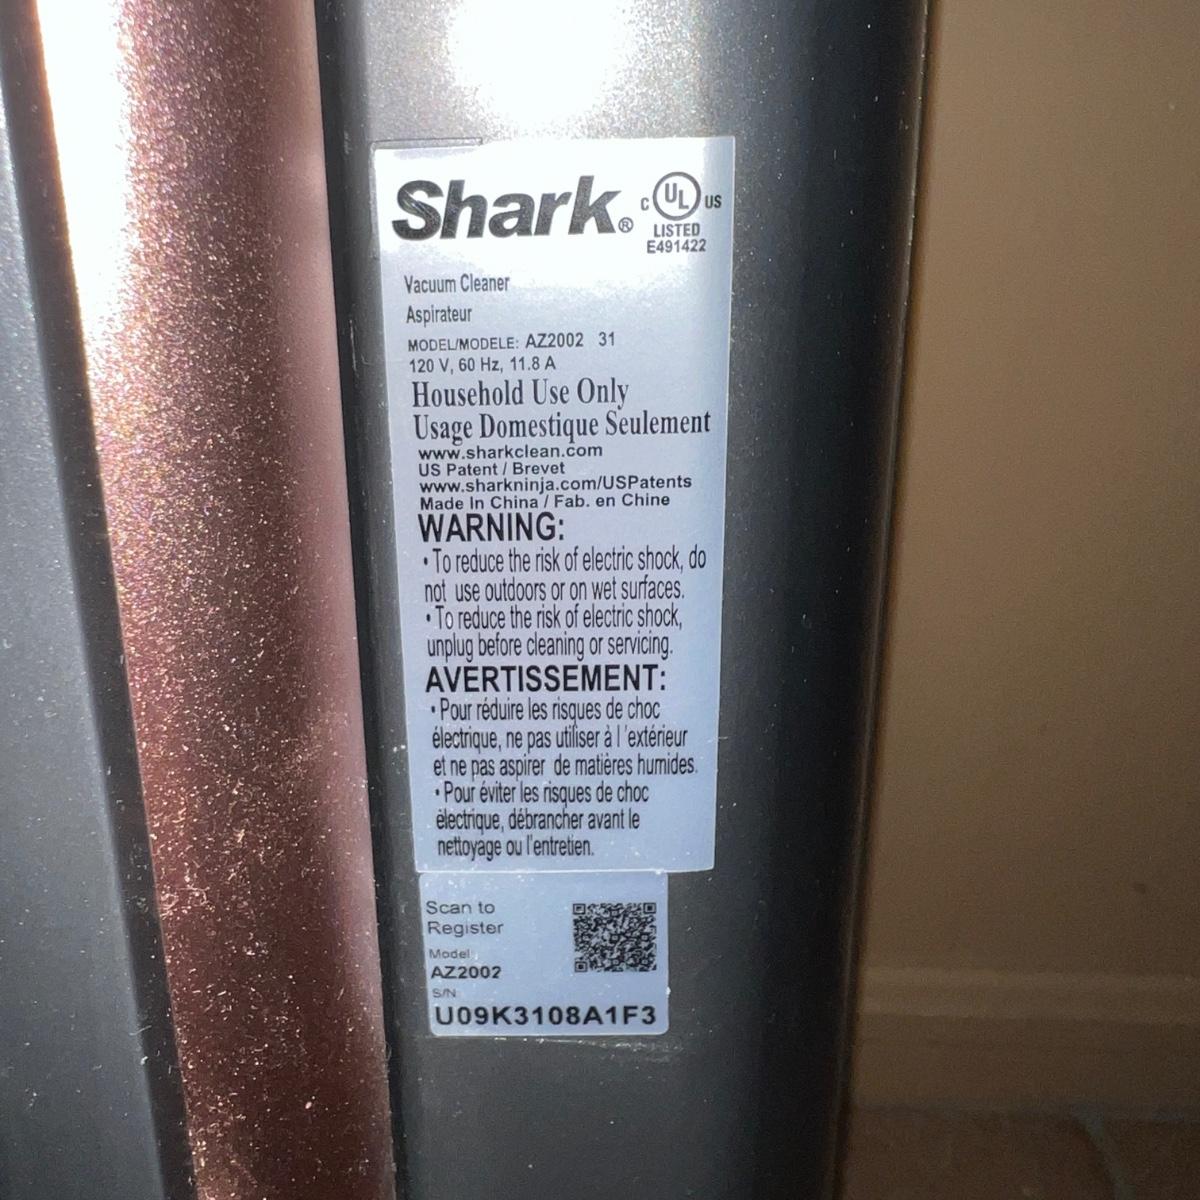 Shark®
C UL US
LISTED
E491422
Vacuum Cleaner
Aspirateur
MODEL/MODELE: AZ2002 31
120 V, 60 Hz, 11.8 A
Household Use Only
Usage Domestique Seulement
www.sharkclean.com
US Patent / Brevet
www.sharkninja.com/USPatents
Made In China / Fab. en Chine
WARNING:
• To reduce the risk of electric shock, do
not use outdoors or on wet surfaces.
• To reduce the risk of electric shock,
unplug before cleaning or servicing.
AVERTISSEMENT:
• Pour réduire les risques de choc
électrique, ne pas utiliser à l 'extérieur
et ne pas aspirer de matières humides.
• Pour éviter les risques de choc
électrique, débrancher avant le
nettoyage ou l'entretien.
Scan to
Register
Model
AZ2002
S/N
U09K3108A1F3